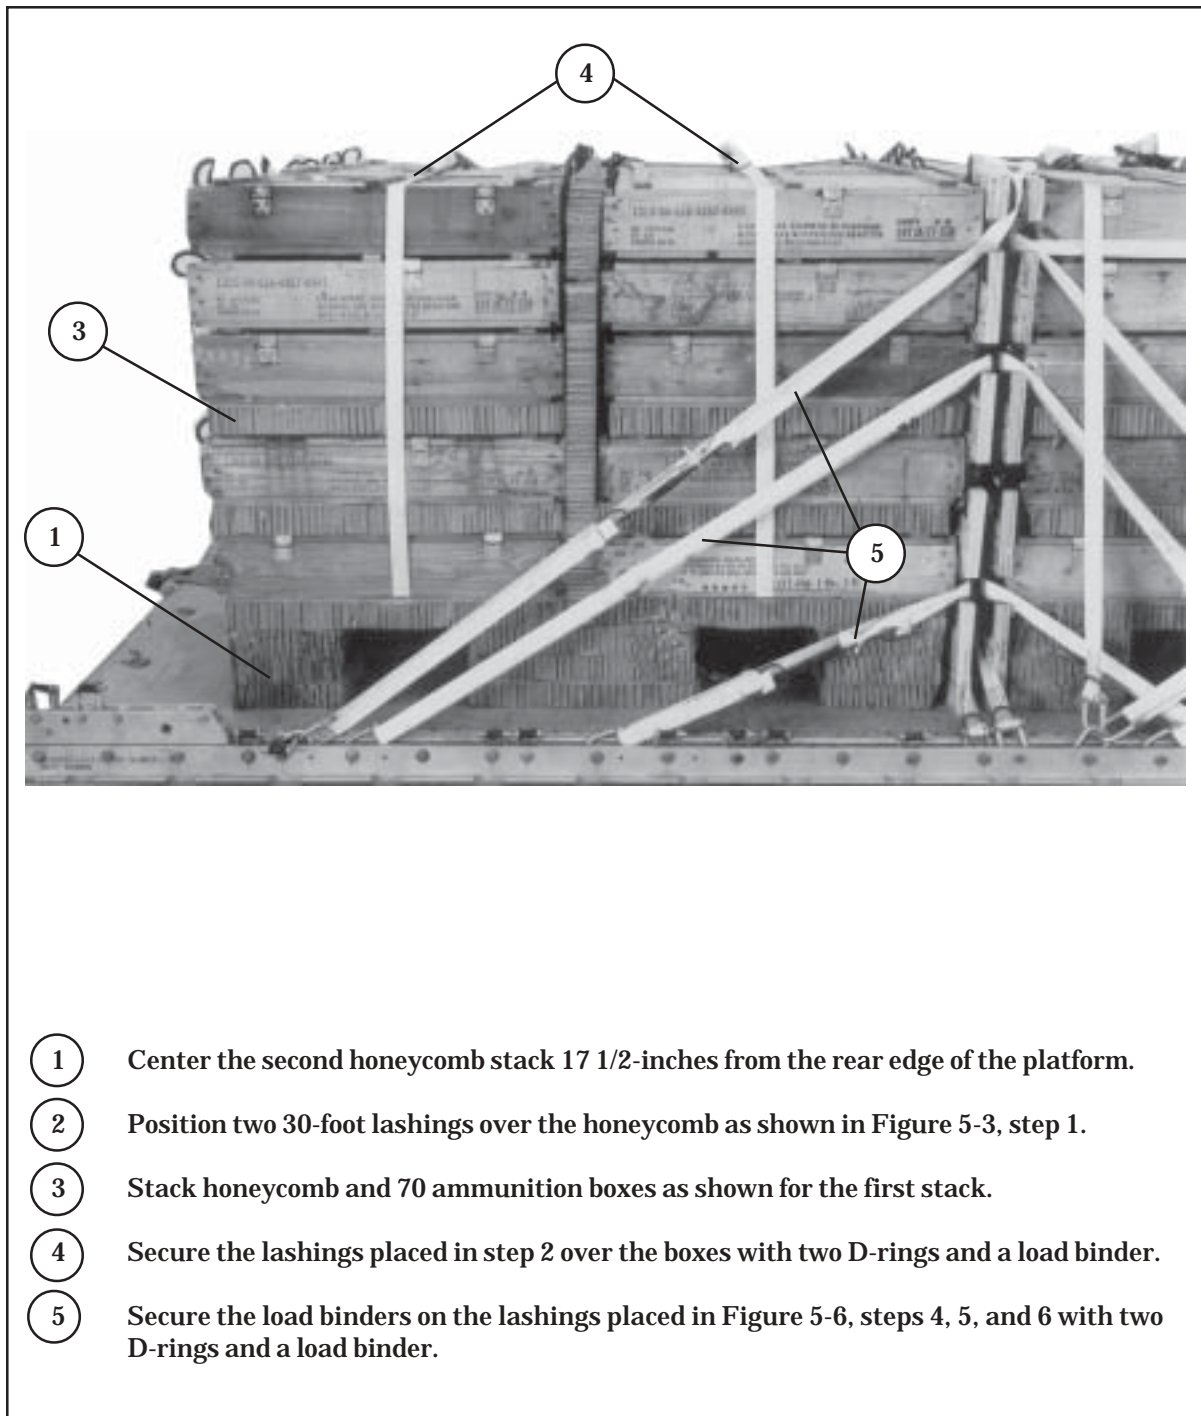 4
3
1
5
1 Center the second honeycomb stack 17 1/2-inches from the rear edge of the platform.
2 Position two 30-foot lashings over the honeycomb as shown in Figure 5-3, step 1.
3 Stack honeycomb and 70 ammunition boxes as shown for the first stack.
4 Secure the lashings placed in step 2 over the boxes with two D-rings and a load binder.
5 Secure the load binders on the lashings placed in Figure 5-6, steps 4, 5, and 6 with two
D-rings and a load binder.